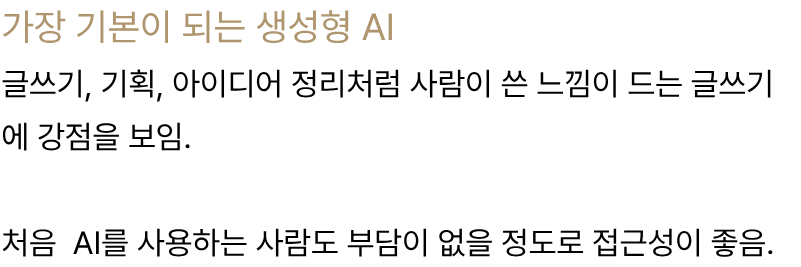 가장 기본이 되는 생성형 AI
글쓰기, 기획, 아이디어 정리처럼 사람이 쓴 느낌이 드는 글쓰기
에 강점을 보임.
처음  AI를 사용하는 사람도 부담이 없을 정도로 접근성이 좋음.